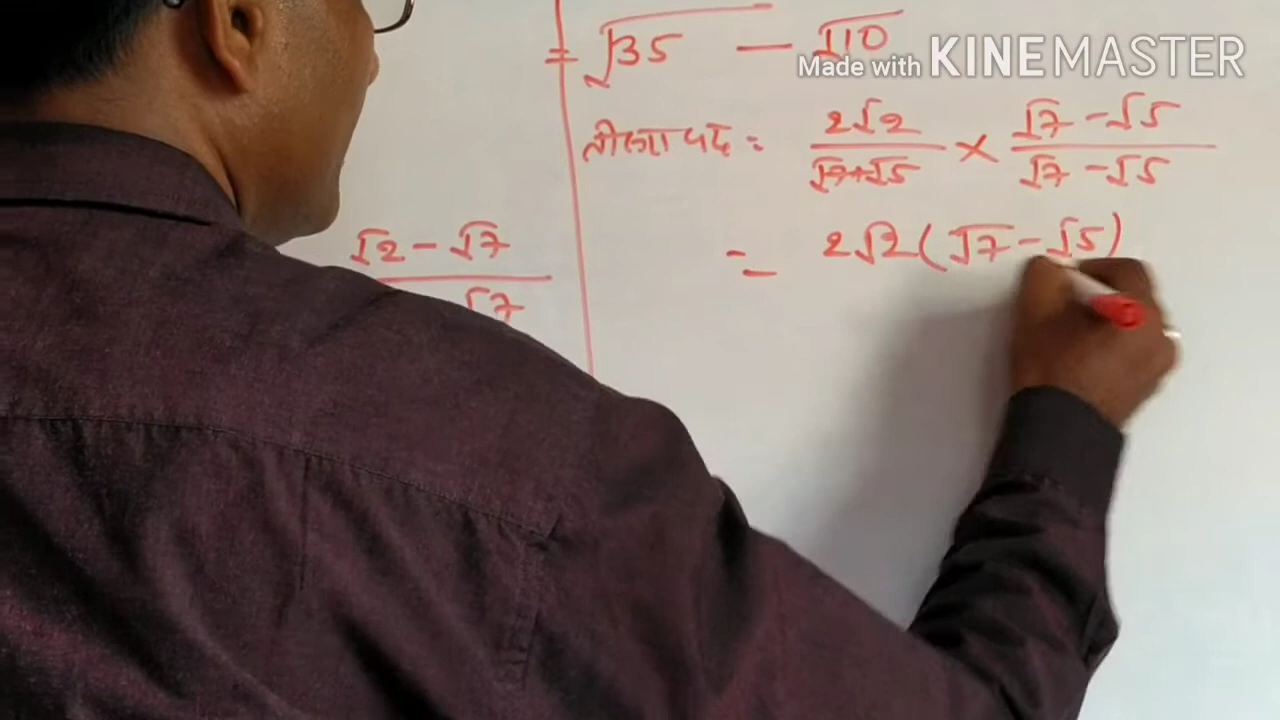 = √35 - √10
Made with KINEMASTER
तीसरा पद = 2√2 / √7+√5 × √7 - √5 / √7 - √5
= 2√2 (√7 - √5)
√2 - √7
√7